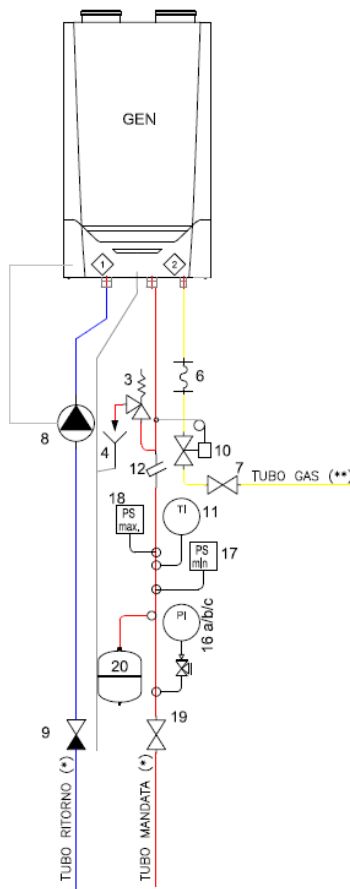 GEN
1
2
3
6
8
4
10
12
7
TUBO GAS (**)
18
PS
max,
TI
11
PS
min
17
PI
16 a/b/c
20
9
19
TUBO RITORNO (*)
TUBO MANDATA (*)